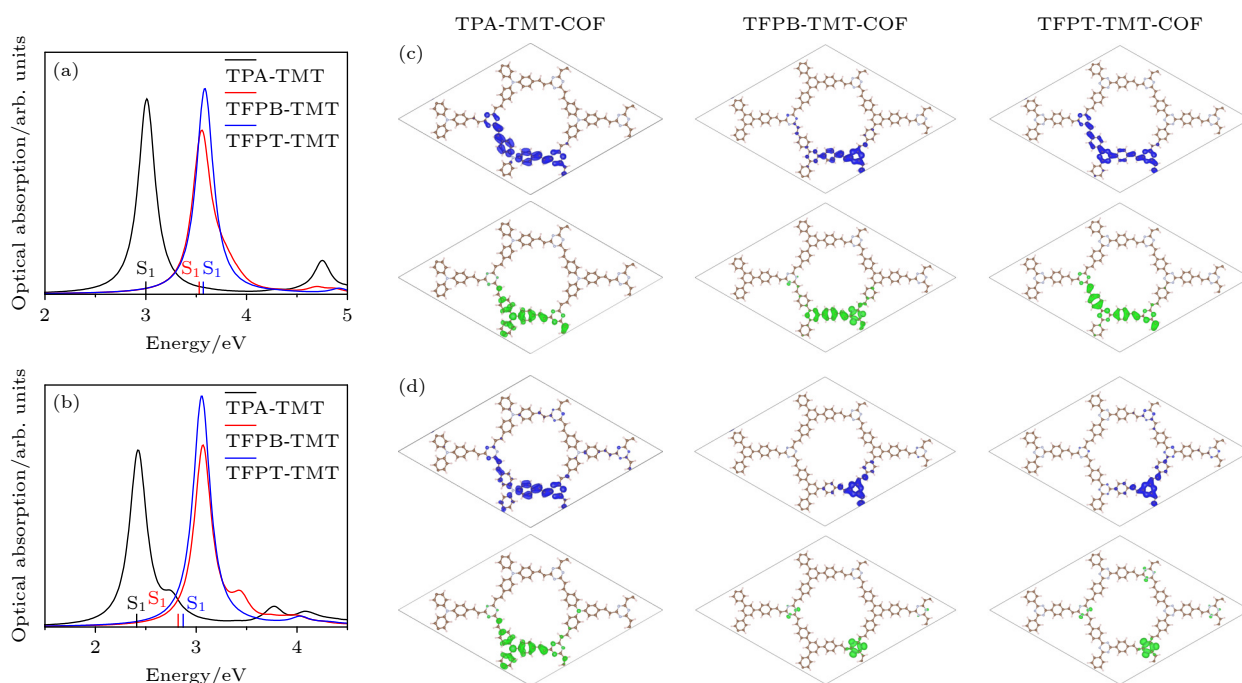 TPA-TMT-COF TFPB-TMT-COF TFPT-TMT-COF
(a)
TPA-TMT
TFPB-TMT
TFPT-TMT
Optical absorption/arb. units
S1 S1 S1
2 3 4 5
Energy/eV
(b)
TPA-TMT
TFPB-TMT
TFPT-TMT
Optical absorption/arb. units
S1 S1 S1
2 3 4
Energy/eV
(c)
(d)